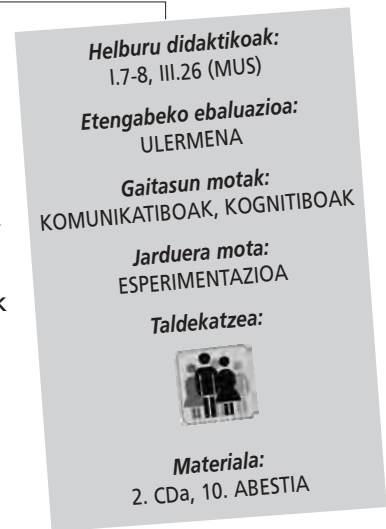 Helburu didaktikoak:
I.7-8, III.26 (MUS)
Etengabeko ebaluazioa:
ULERMENA
Gaitasun motak:
KOMUNIKATIBOAK, KOGNITIBOAK
Jarduera mota:
ESPERIMENTAZIOA
Taldekatzea:
Materiala:
2. CDa, 10. ABESTIA